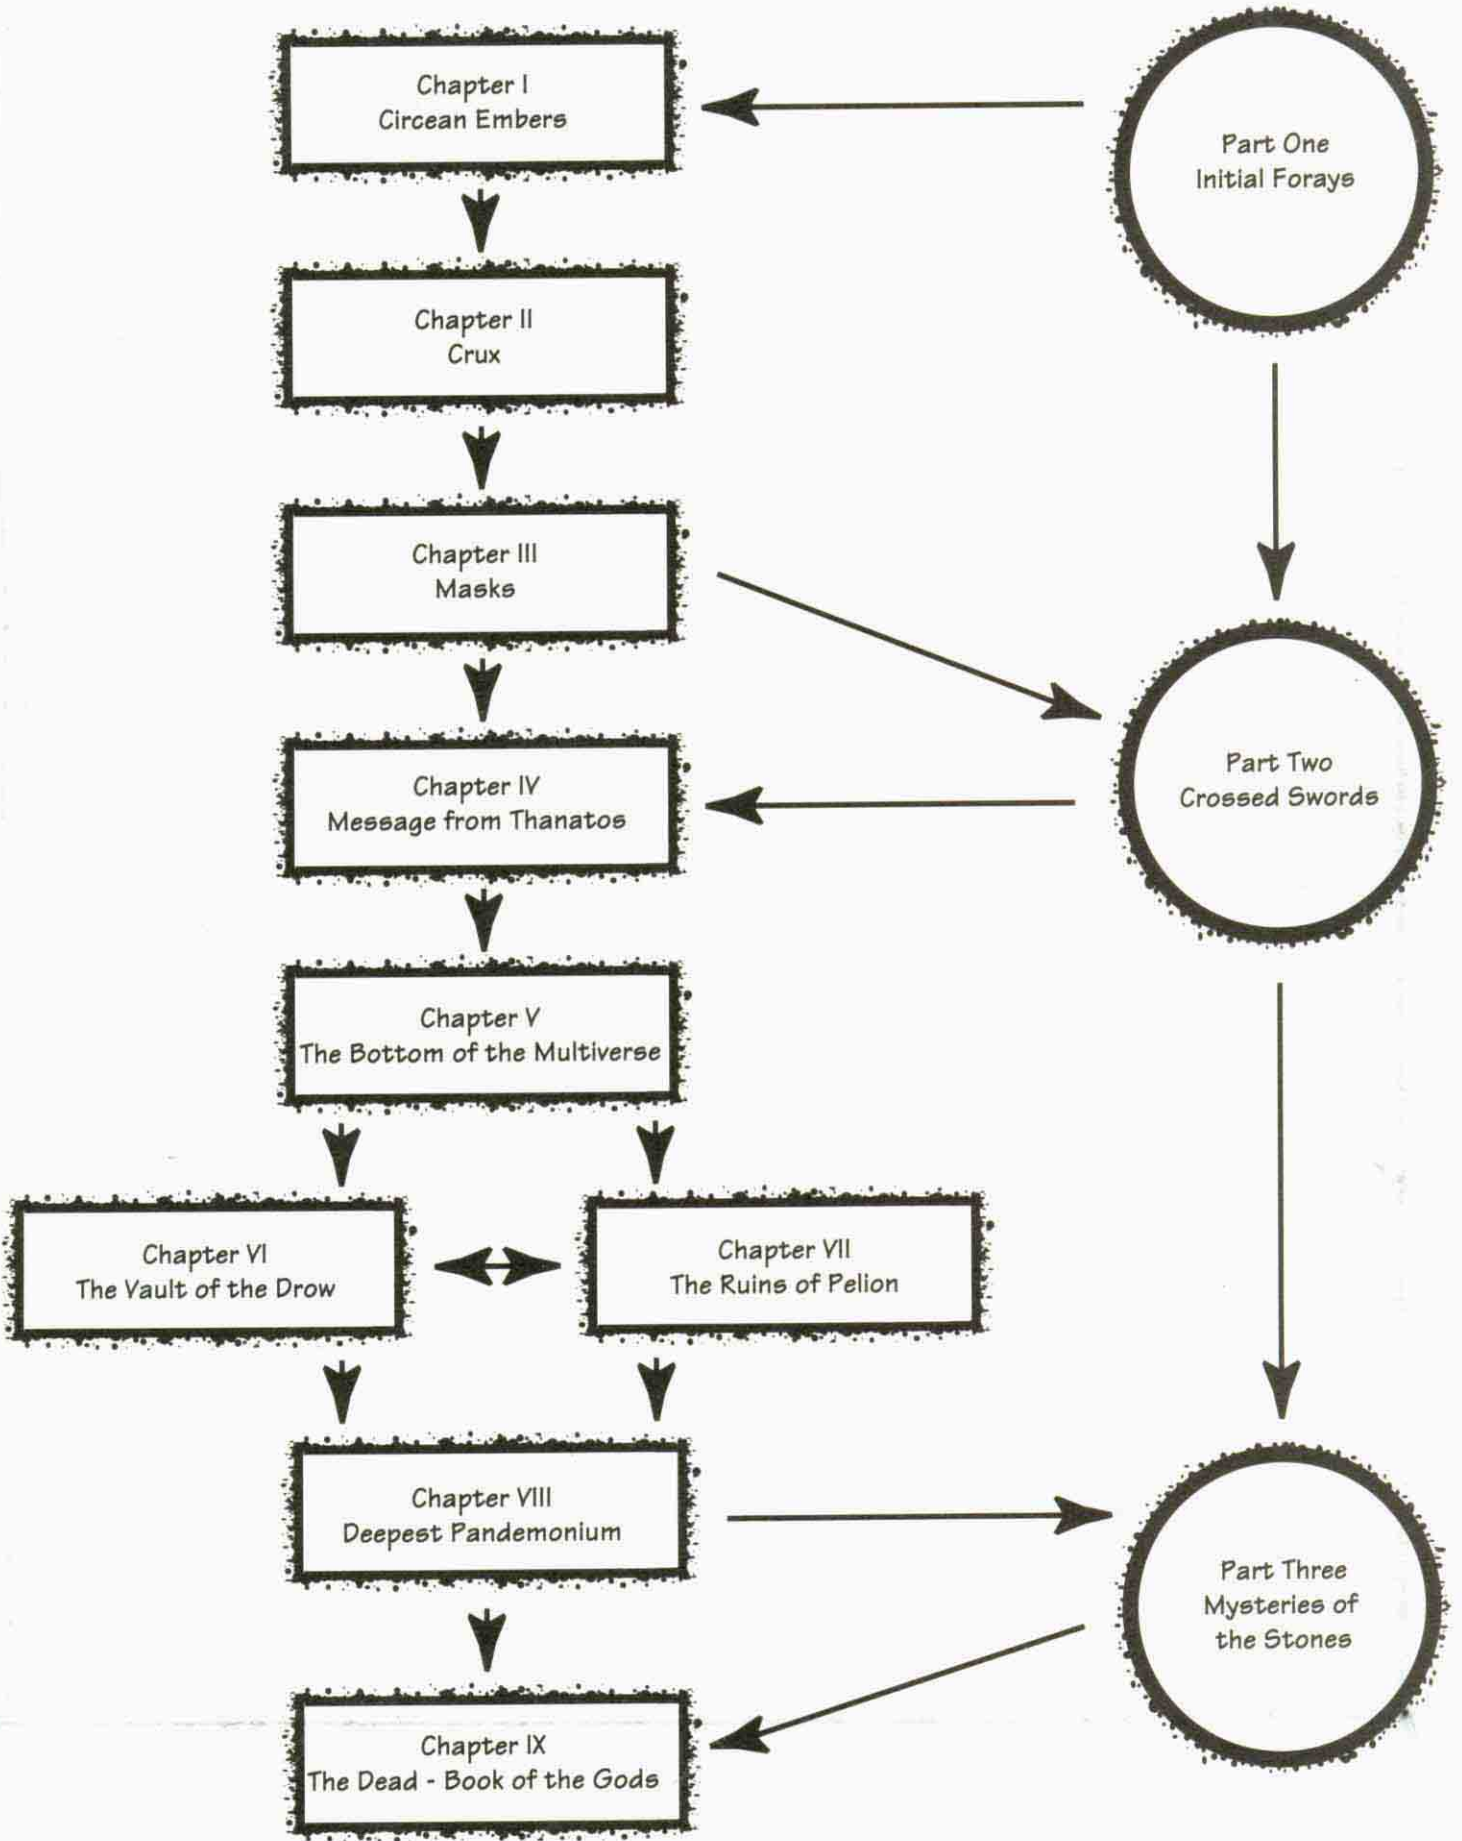 Chapter I
Circean Embers
Part One
Initial Forays
Chapter II
Crux
Chapter III
Masks
Chapter IV
Message from Thanatos
Part Two
Crossed Swords
Chapter V
The Bottom of the Multiverse
Chapter VI
The Vault of the Drow
Chapter VII
The Ruins of Pelion
Chapter VIII
Deepest Pandemonium
Part Three
Mysteries of
the Stones
Chapter IX
The Dead - Book of the Gods